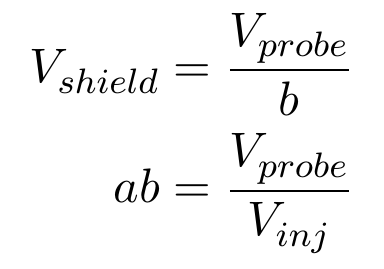 V_{shield} = \frac{V_{probe}}{b}
ab = \frac{V_{probe}}{V_{inj}}